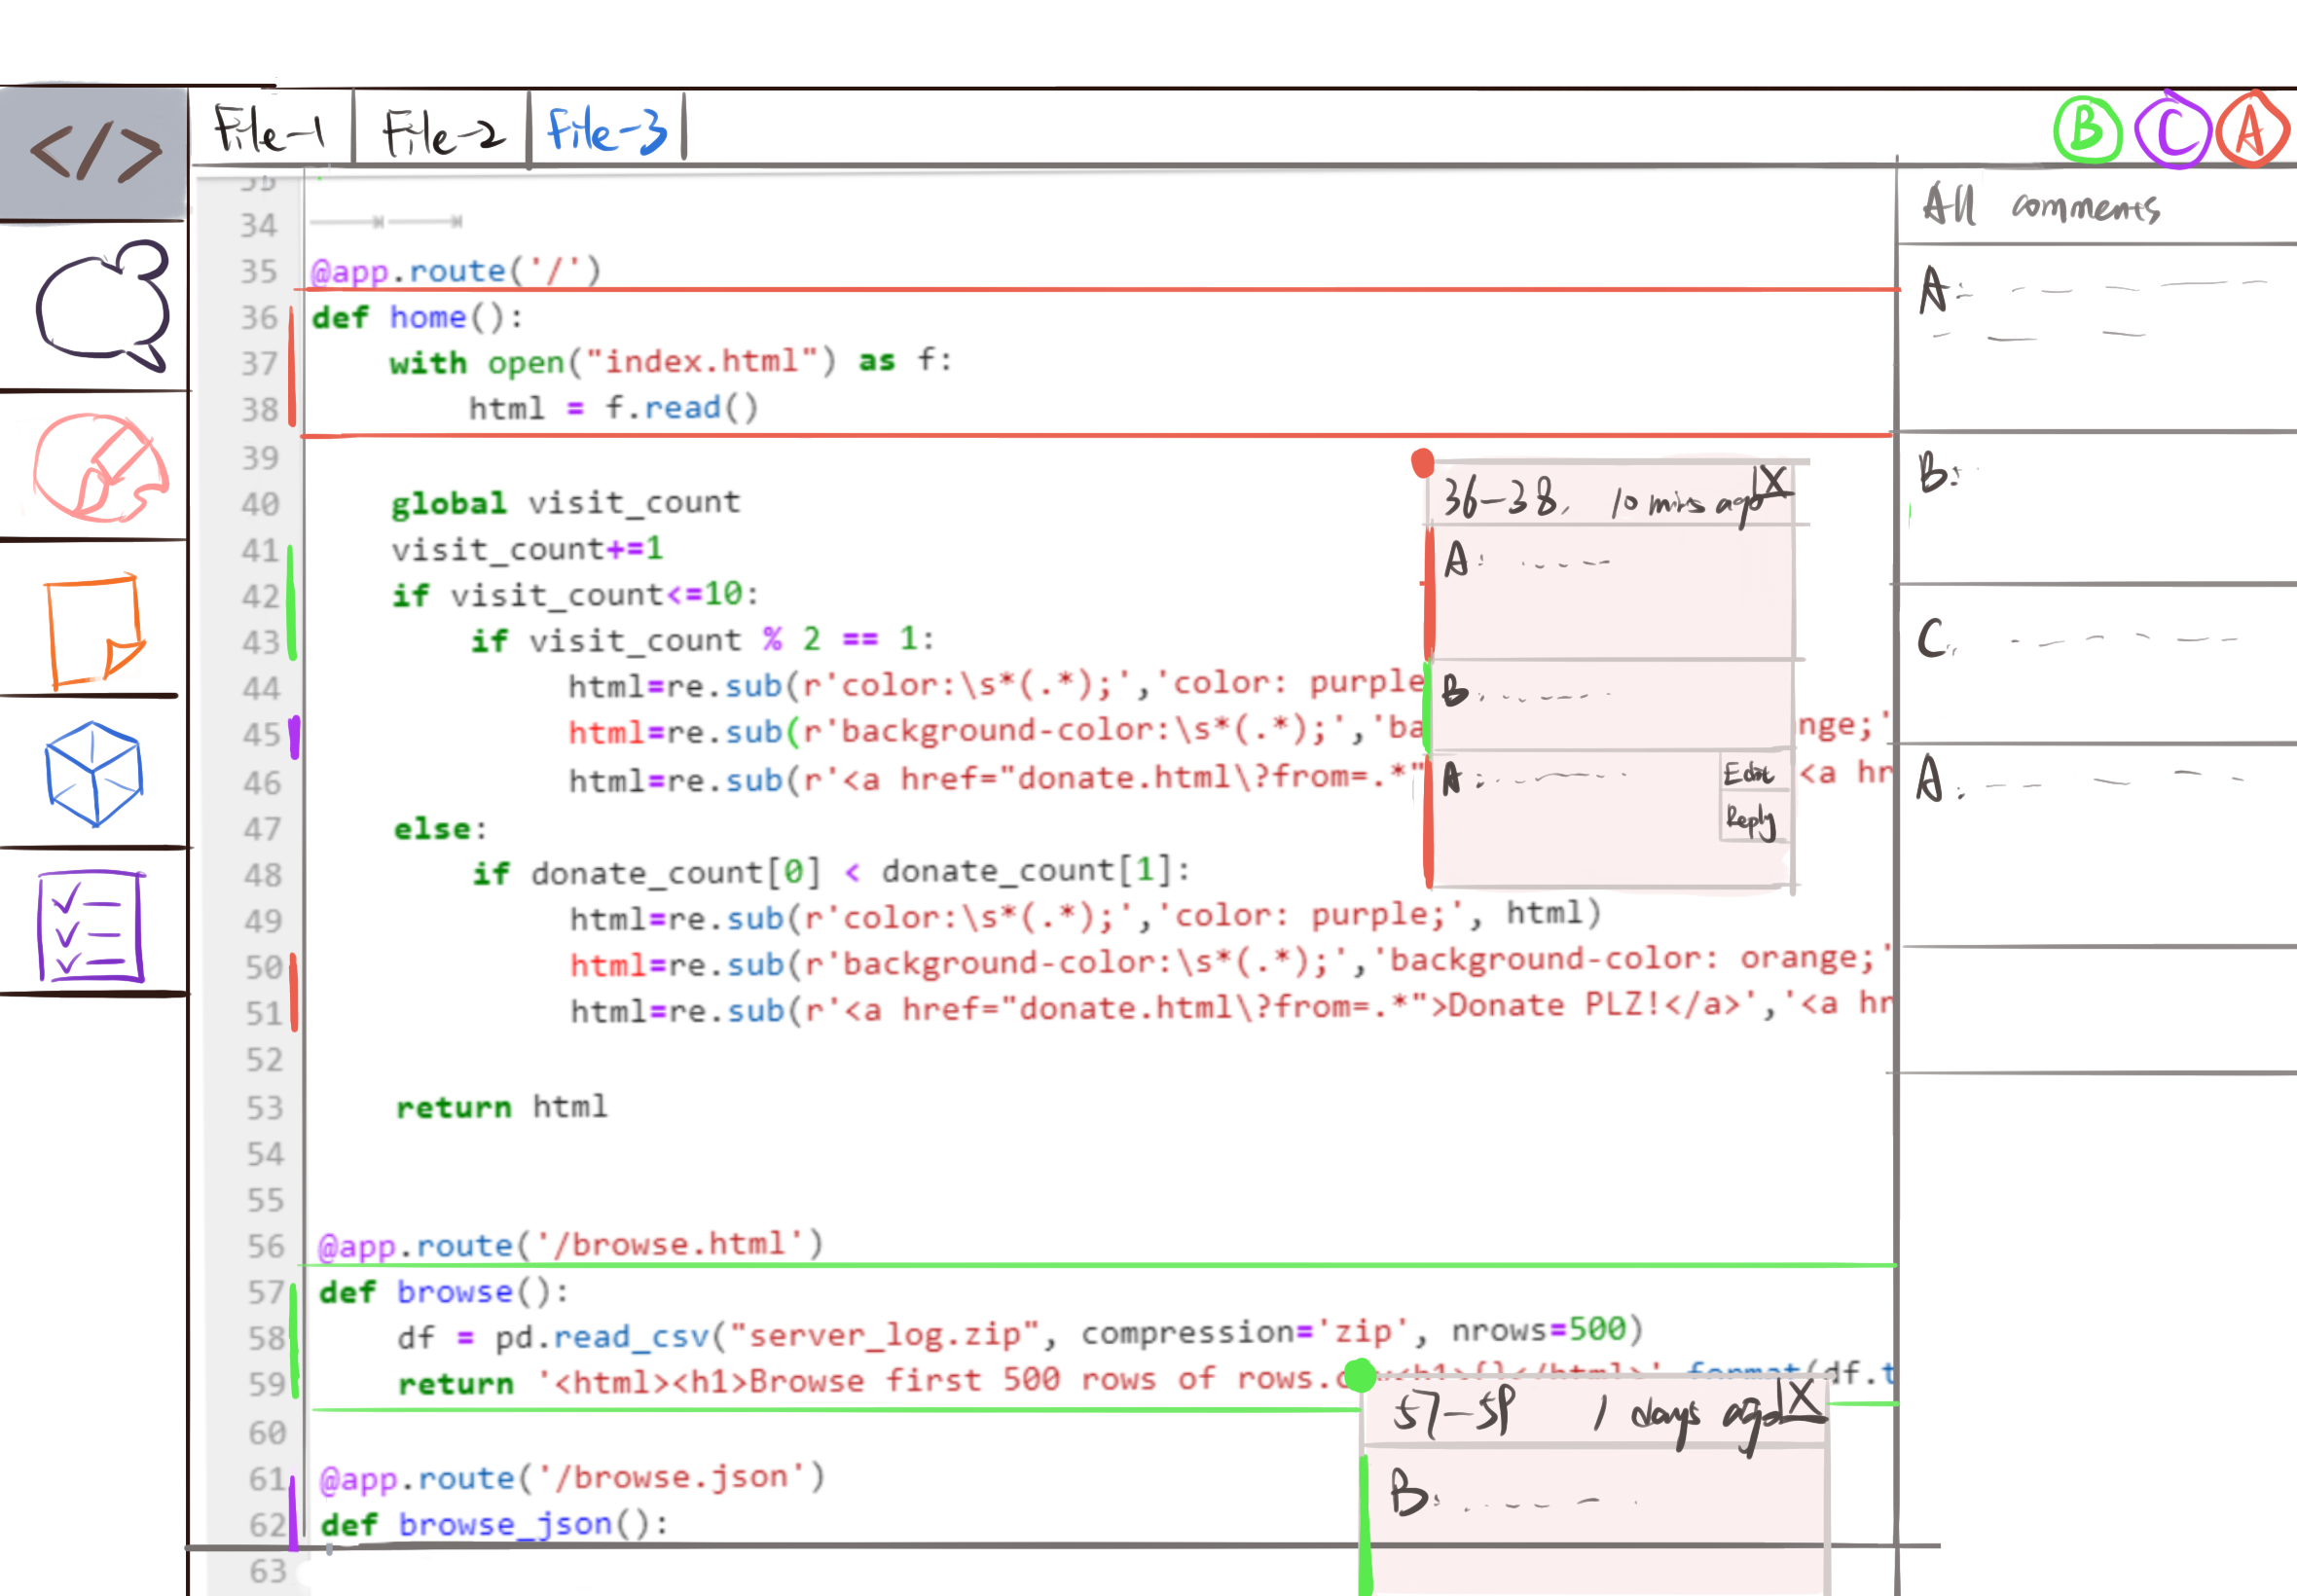 </>
File-1 File-2 File-3 B C A
34
35 @app.route('/')
36 def home():
37 with open("index.html") as f:
38 html = f.read()
39
40 global visit_count
41 visit_count+=1
42 if visit_count<=10:
43 if visit_count % 2 == 1:
44 html=re.sub(r'color:\s*(.*);','color: purple
45 html=re.sub(r'background-color:\s*(.*);','ba nge;'
46 html=re.sub(r'<a href="donate.html\?from=.*" <a hr
47 else:
48 if donate_count[0] < donate_count[1]:
49 html=re.sub(r'color:\s*(.*);','color: purple;', html)
50 html=re.sub(r'background-color:\s*(.*);','background-color: orange;'
51 html=re.sub(r'<a href="donate.html\?from=.*">Donate PLZ!</a>','<a hr
52
53 return html
54
55
56 @app.route('/browse.html')
57 def browse():
58 df = pd.read_csv("server_log.zip", compression='zip', nrows=500)
59 return '<html><h1>Browse first 500 rows of rows.c format(df.t
60
61 @app.route('/browse.json')
62 def browse_json():
63
36-38. 10 mins ago X
A:
B:
A:
Edit
Reply
57-59 1 days ago X
B:
All comments
A:
B:
C:
A: